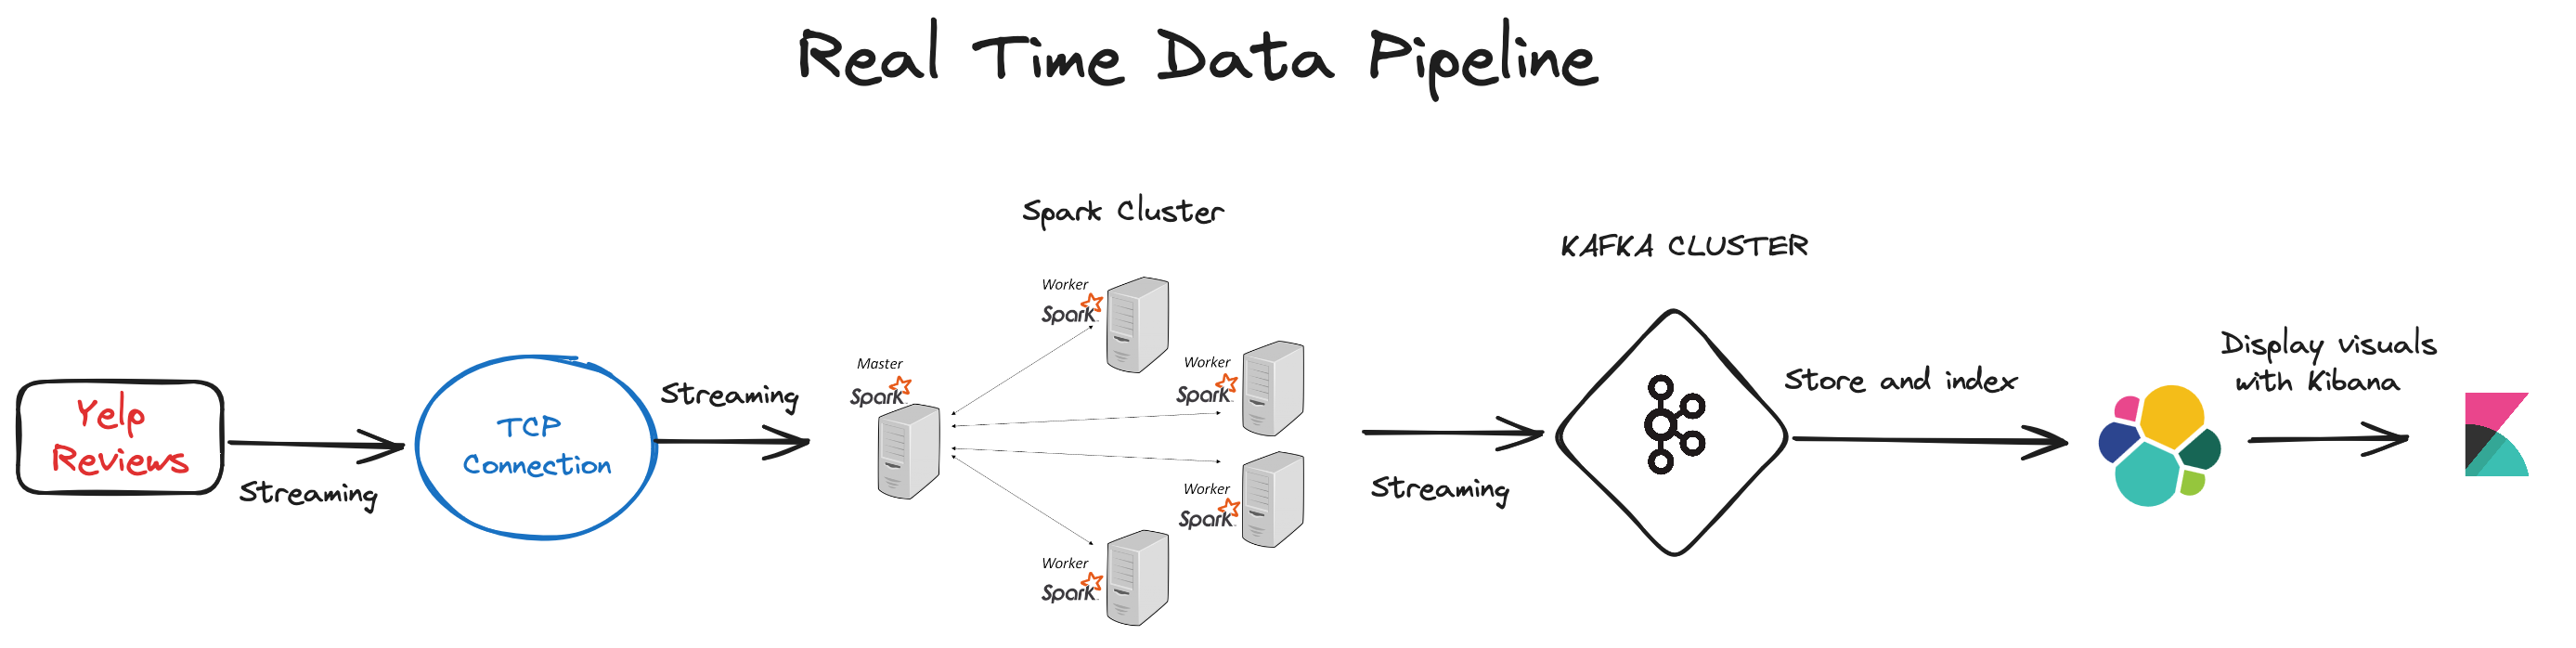 Real Time Data Pipeline
Yelp
Reviews
Streaming
TCP
Connection
Streaming
Spark Cluster
Master
Spark
Worker
Spark
Worker
Spark
Worker
Spark
Worker
Spark
Streaming
KAFKA CLUSTER
Store and index
Display visuals
with Kibana